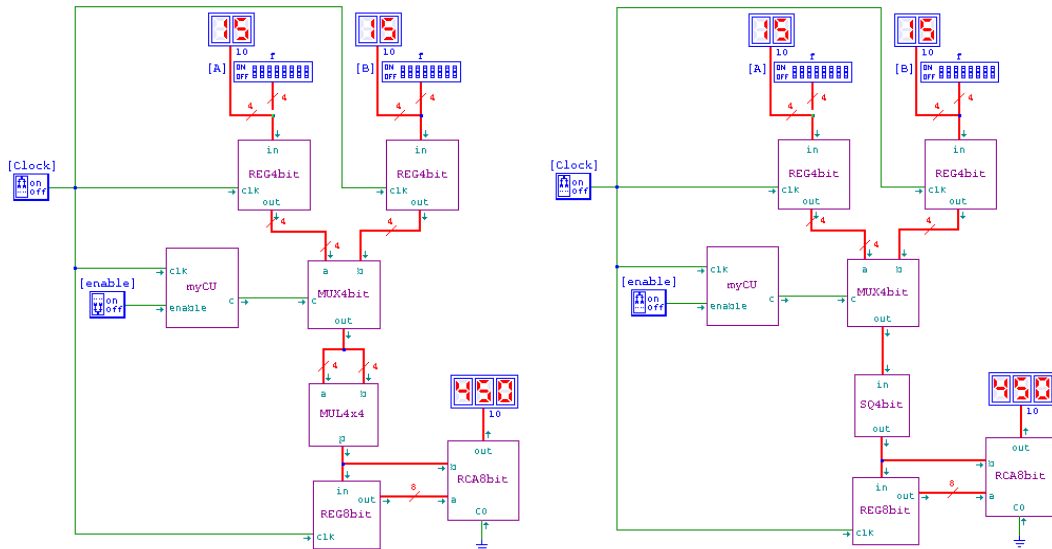 15 15
10 10
f f
[A] ON OFF [B] ON OFF
4 4 4 4
in in
[Clock] REG4bit REG4bit
on off clk clk
out out
4 4
4
clk a b
[enable] myCU MUX4bit
on off enable c c
out
4 4
a b 450
MUL4x4 10
p out
b
in out 8 a RCA8bit
REG8bit C0
clk
15 15
10 10
f f
[A] ON OFF [B] ON OFF
4 4 4 4
in in
[Clock] REG4bit REG4bit
on off clk clk
out out
4 4
clk a b
[enable] myCU MUX4bit
on off enable c c
out
in 450
SQ4bit 10
out out
b
in out 8 a RCA8bit
REG8bit C0
clk